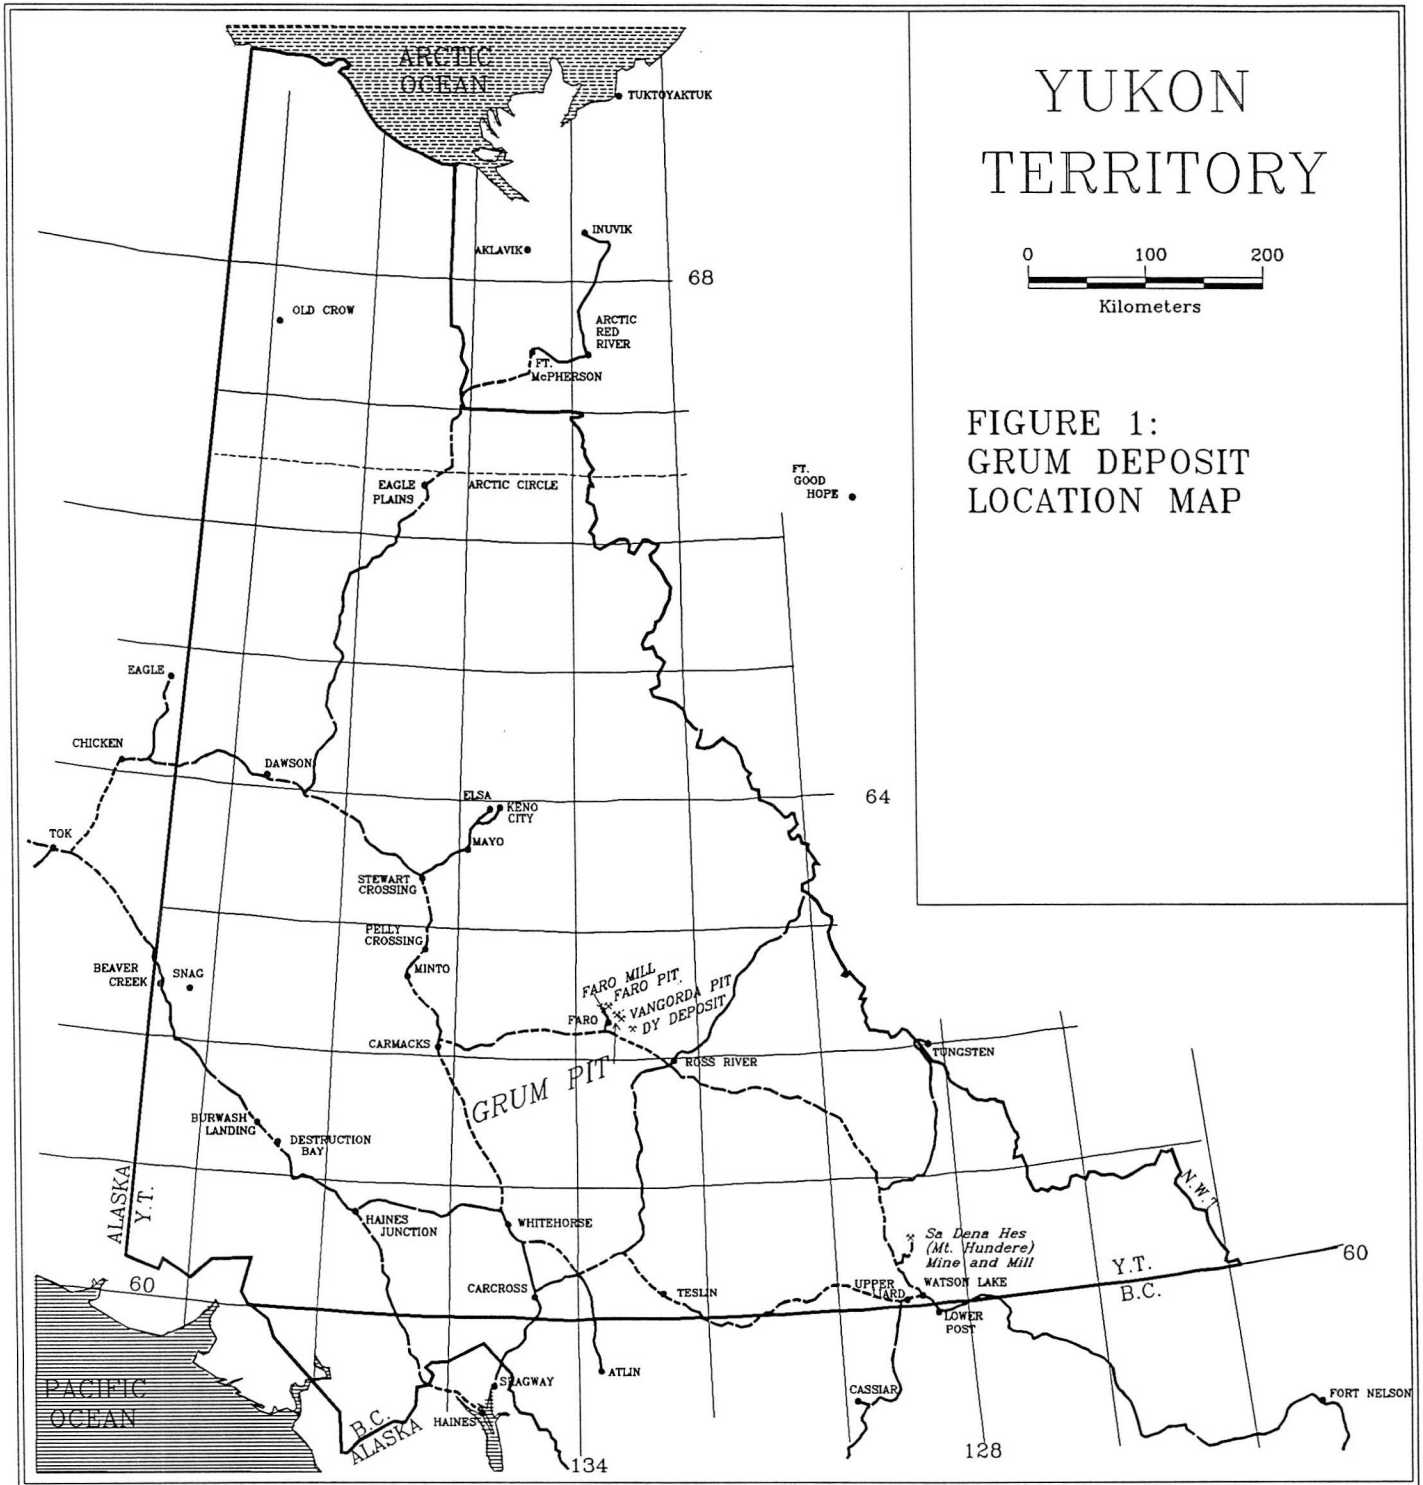 ARCTIC
OCEAN
TUKTOYAKTUK
YUKON
TERRITORY
0 100 200
Kilometers
FIGURE 1:
GRUM DEPOSIT
LOCATION MAP
INUVIK
AKLAVIK
68
OLD CROW
ARCTIC
RED
RIVER
FT.
McPHERSON
EAGLE
PLAINS
ARCTIC CIRCLE
FT.
GOOD
HOPE
EAGLE
CHICKEN
DAWSON
ELSA
KENO
CITY
64
TOK
MAYO
STEWART
CROSSING
PELLY
CROSSING
BEAVER
CREEK
SNAG
MINTO
FARO MILL
FARO PIT
VANGORDA PIT
DY DEPOSIT
FARO
CARMACKS
ROSS RIVER
TUNGSTEN
GRUM PIT
BURWASH
LANDING
DESTRUCTION
BAY
ALASKA
Y.T.
N.W.T
HAINES
JUNCTION
WHITEHORSE
Sa Dena Hes
(Mt. Hundere)
Mine and Mill
Y.T.
B.C.
60
60
CARCROSS
TESLIN
UPPER
LIARD
WATSON LAKE
LOWER
POST
PACIFIC
OCEAN
SKAGWAY
ATLIN
CASSIAR
FORT NELSON
HAINES
B.C.
ALASKA
134
128